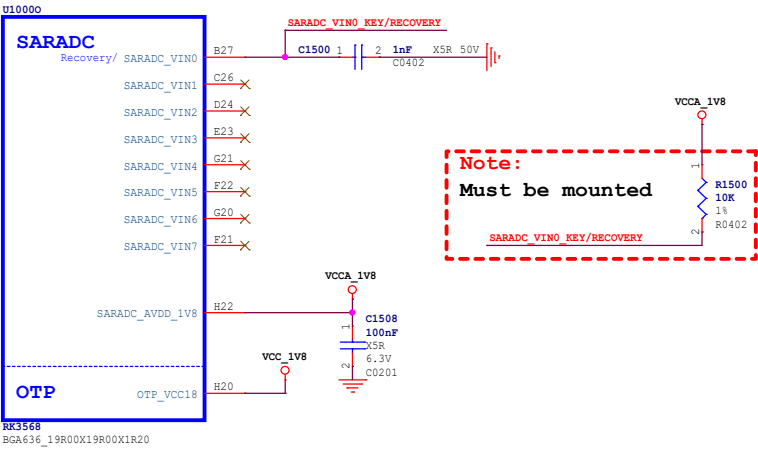 U1000O
SARADC
Recovery/ SARADC_VIN0 B27
SARADC_VIN0_KEY/RECOVERY
C1500 1 2 1nF X5R 50V
C0402
SARADC_VIN1 C26
SARADC_VIN2 D24
SARADC_VIN3 E23
SARADC_VIN4 G21
SARADC_VIN5 F22
SARADC_VIN6 G20
SARADC_VIN7 F21
VCCA_1V8
Note:
Must be mounted
1
R1500
10K
1%
R0402
2
SARADC_VIN0_KEY/RECOVERY
VCCA_1V8
SARADC_AVDD_1V8 H22
1
C1508
100nF
X5R
6.3V
C0201
2
VCC_1V8
OTP
OTP_VCC18 H20
RK3568
BGA636_19R00X19R00X1R20